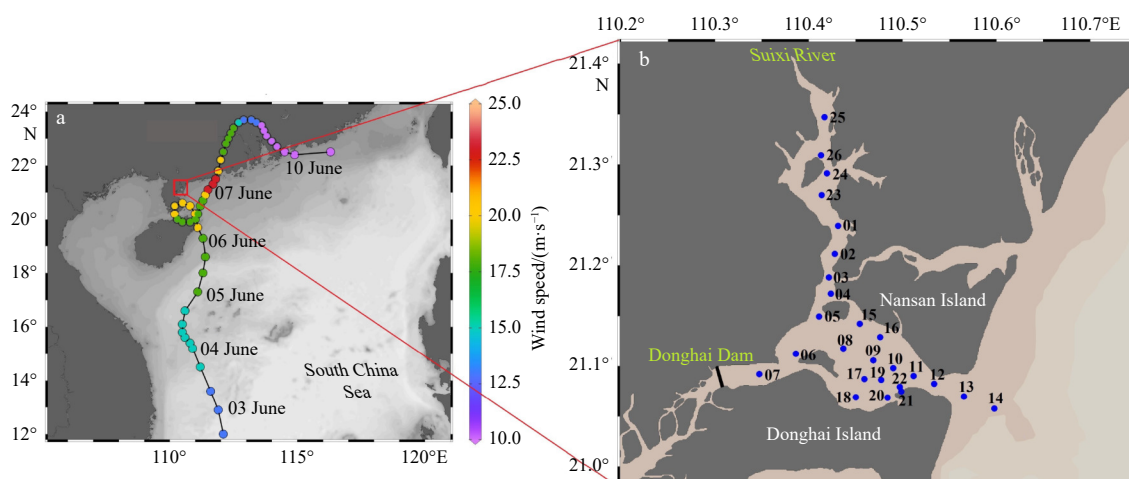 a
24°
N
22°
20°
18°
16°
14°
12°
110°
115°
120°E
10 June
07 June
06 June
05 June
04 June
03 June
South China
Sea
25.0
22.5
20.0
17.5
15.0
12.5
10.0
Wind speed/(m·s⁻¹)
110.2
110.3°
110.4°
110.5°
110.6°
110.7°E
b
21.4°
N
21.3°
21.2°
21.1°
21.0°
Suixi River
25
26
24
23
01
02
03
04
Nansan Island
05
15
16
08
06
09
10
Donghai Dam
07
17
19
11
22
12
18
20
21
13
14
Donghai Island